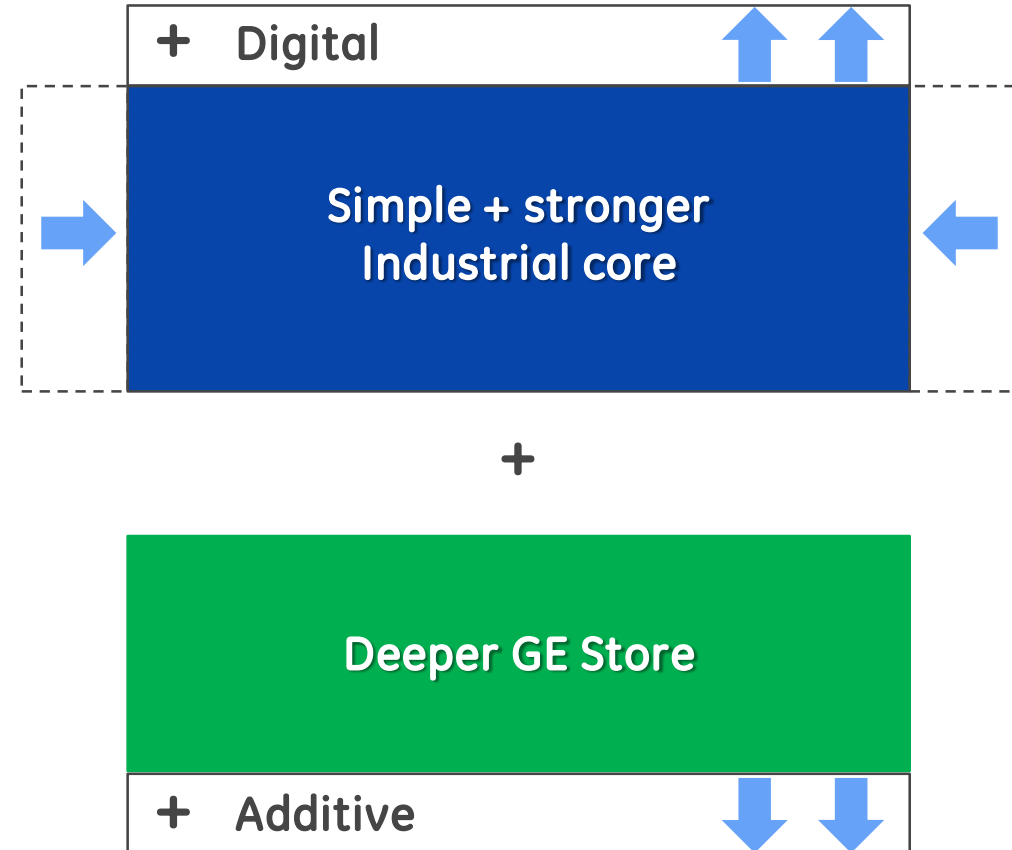 + Digital
Simple + stronger
Industrial core
+
Deeper GE Store
+ Additive